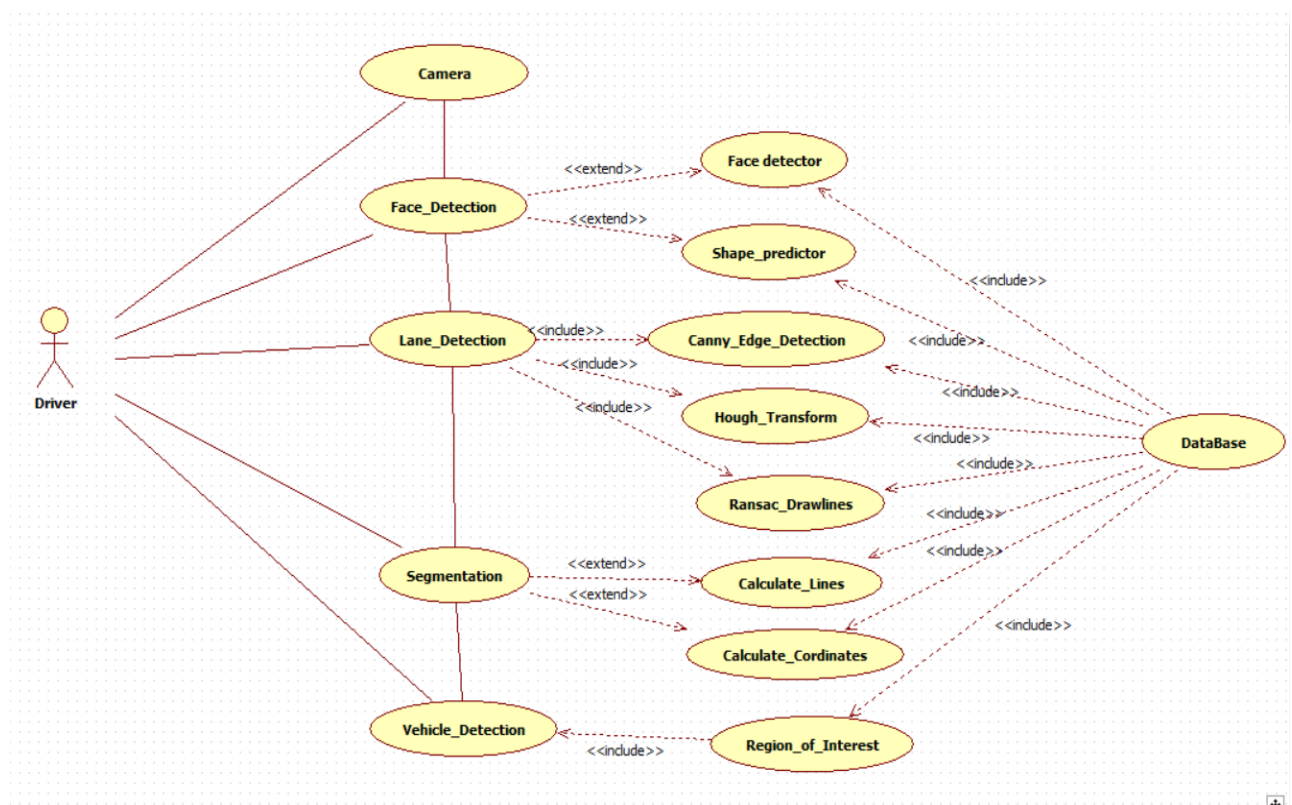 Camera
Face detector
<<extend>>
Face_Detection
<<extend>>
Shape_predictor
<<include>>
Driver
Lane_Detection
<<include>>
Canny_Edge_Detection
<<include>>
<<include>>
<<include>>
<<include>>
Hough_Transform
<<include>>
DataBase
<<include>>
Ransac_Drawlines
<<include>>
<<include>>
Segmentation
<<extend>>
Calculate_Lines
<<extend>>
<<include>>
Calculate_Cordinates
Vehicle_Detection
<<include>>
Region_of_Interest